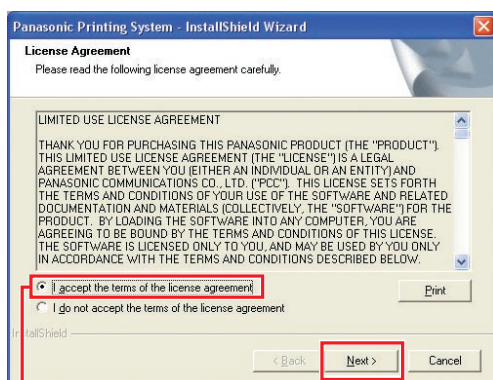 Panasonic Printing System - InstallShield Wizard
License Agreement
Please read the following license agreement carefully.
LIMITED USE LICENSE AGREEMENT
THANK YOU FOR PURCHASING THIS PANASONIC PRODUCT (THE "PRODUCT").
THIS LIMITED USE LICENSE AGREEMENT (THE "LICENSE") IS A LEGAL
AGREEMENT BETWEEN YOU (EITHER AN INDIVIDUAL OR AN ENTITY) AND
PANASONIC COMMUNICATIONS CO., LTD. ("PCC"). THIS LICENSE SETS FORTH
THE TERMS AND CONDITIONS OF YOUR USE OF THE SOFTWARE AND RELATED
DOCUMENTATION AND MATERIALS (COLLECTIVELY, THE "SOFTWARE") FOR THE
PRODUCT. BY LOADING THE SOFTWARE INTO ANY COMPUTER, YOU ARE
AGREEING TO BE BOUND BY THE TERMS AND CONDITIONS OF THIS LICENSE.
THE SOFTWARE IS LICENSED ONLY TO YOU, AND MAY BE USED BY YOU ONLY
IN ACCORDANCE WITH THE TERMS AND CONDITIONS DESCRIBED BELOW.
I accept the terms of the license agreement
Print
I do not accept the terms of the license agreement
InstallShield
< Back
Next >
Cancel